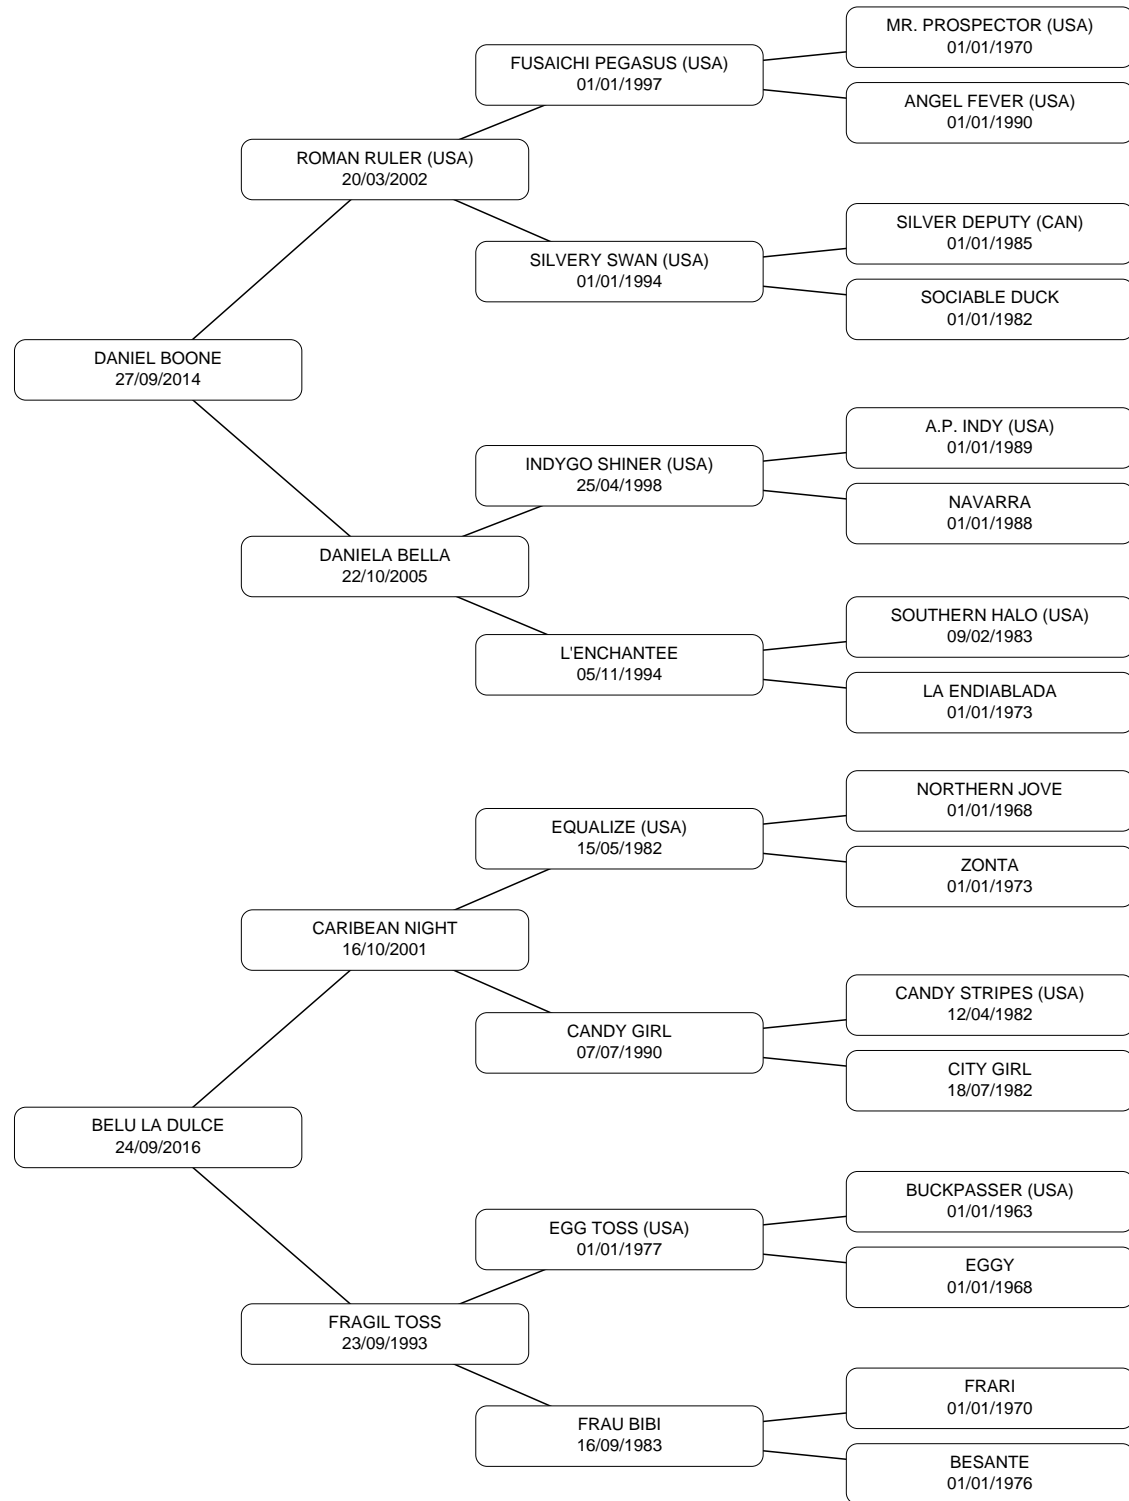 MR. PROSPECTOR (USA)
01/01/1970
FUSAICHI PEGASUS (USA)
01/01/1997
ANGEL FEVER (USA)
01/01/1990
ROMAN RULER (USA)
20/03/2002
SILVER DEPUTY (CAN)
01/01/1985
SILVERY SWAN (USA)
01/01/1994
SOCIABLE DUCK
01/01/1982
DANIEL BOONE
27/09/2014
A.P. INDY (USA)
01/01/1989
INDYGO SHINER (USA)
25/04/1998
NAVARRA
01/01/1988
DANIELA BELLA
22/10/2005
SOUTHERN HALO (USA)
09/02/1983
L'ENCHANTEE
05/11/1994
LA ENDIABLADA
01/01/1973
NORTHERN JOVE
01/01/1968
EQUALIZE (USA)
15/05/1982
ZONTA
01/01/1973
CARIBEAN NIGHT
16/10/2001
CANDY STRIPES (USA)
12/04/1982
CANDY GIRL
07/07/1990
CITY GIRL
18/07/1982
BELU LA DULCE
24/09/2016
BUCKPASSER (USA)
01/01/1963
EGG TOSS (USA)
01/01/1977
EGGY
01/01/1968
FRAGIL TOSS
23/09/1993
FRARI
01/01/1970
FRAU BIBI
16/09/1983
BESANTE
01/01/1976